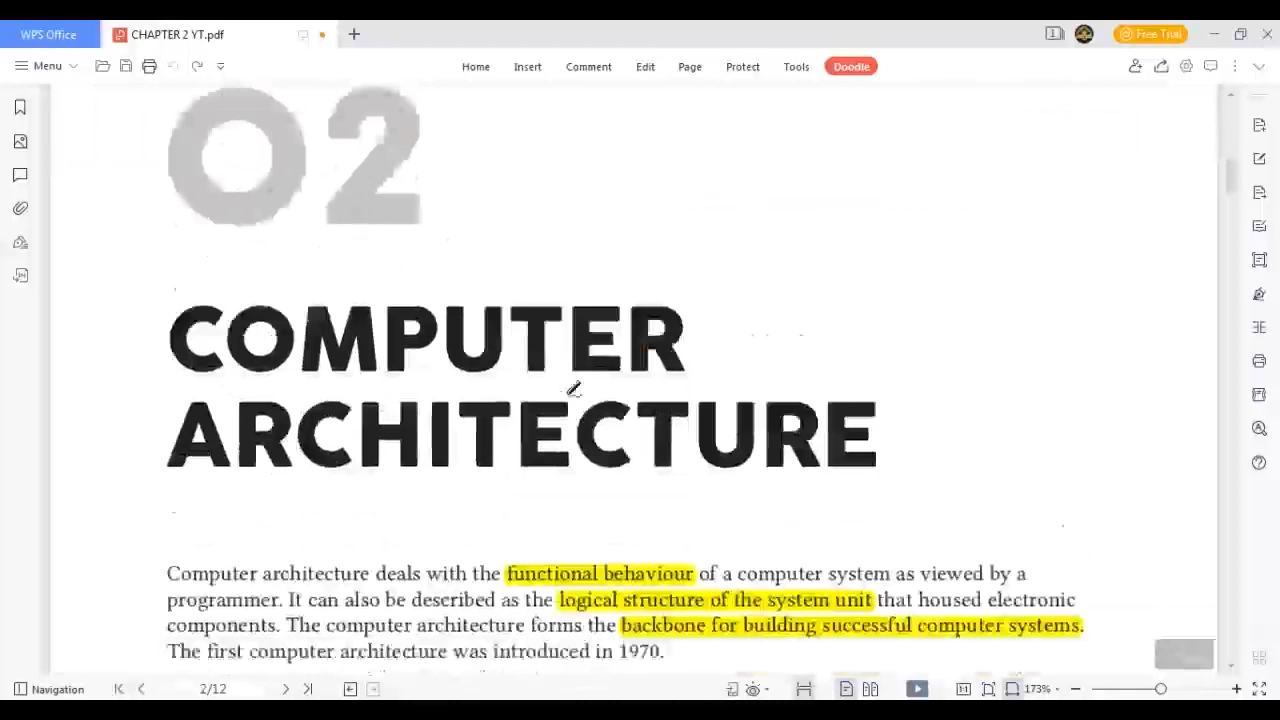 WPS Office
CHAPTER 2 YT.pdf
1
Free Trial
Menu
Home
Insert
Comment
Edit
Page
Protect
Tools
Doodle
02
COMPUTER
ARCHITECTURE
Computer architecture deals with the functional behaviour of a computer system as viewed by a
programmer. It can also be described as the logical structure of the system unit that housed electronic
components. The computer architecture forms the backbone for building successful computer systems.
The first computer architecture was introduced in 1970.
Navigation
2/12
1:1
173%